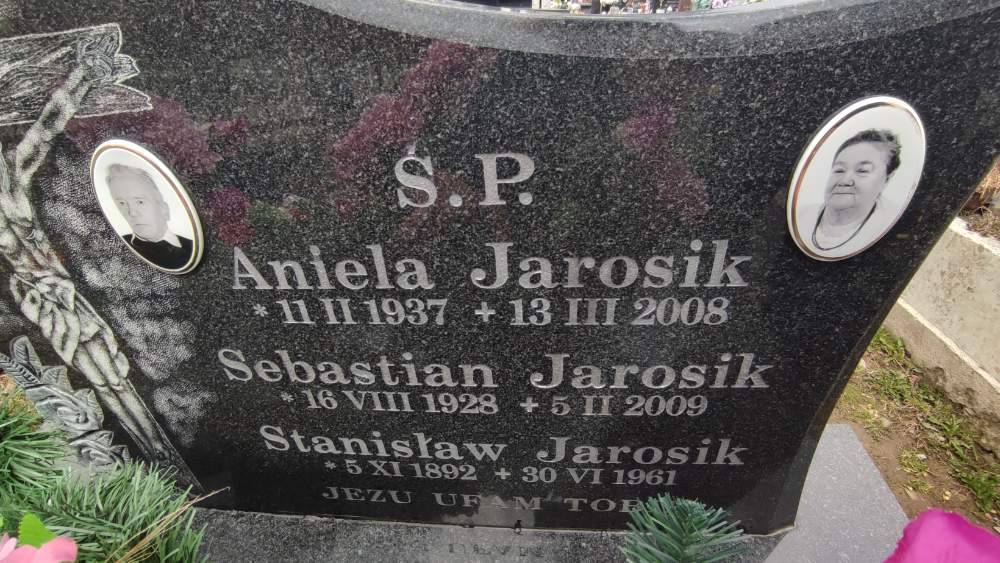 Ś.P.
Aniela Jarosik
* 11 II 1937 + 13 III 2008
Sebastian Jarosik
* 16 VIII 1928 + 5 II 2009
Stanisław Jarosik
* 5 XI 1892 + 30 VI 1961
JEZU UFAM TOBIE